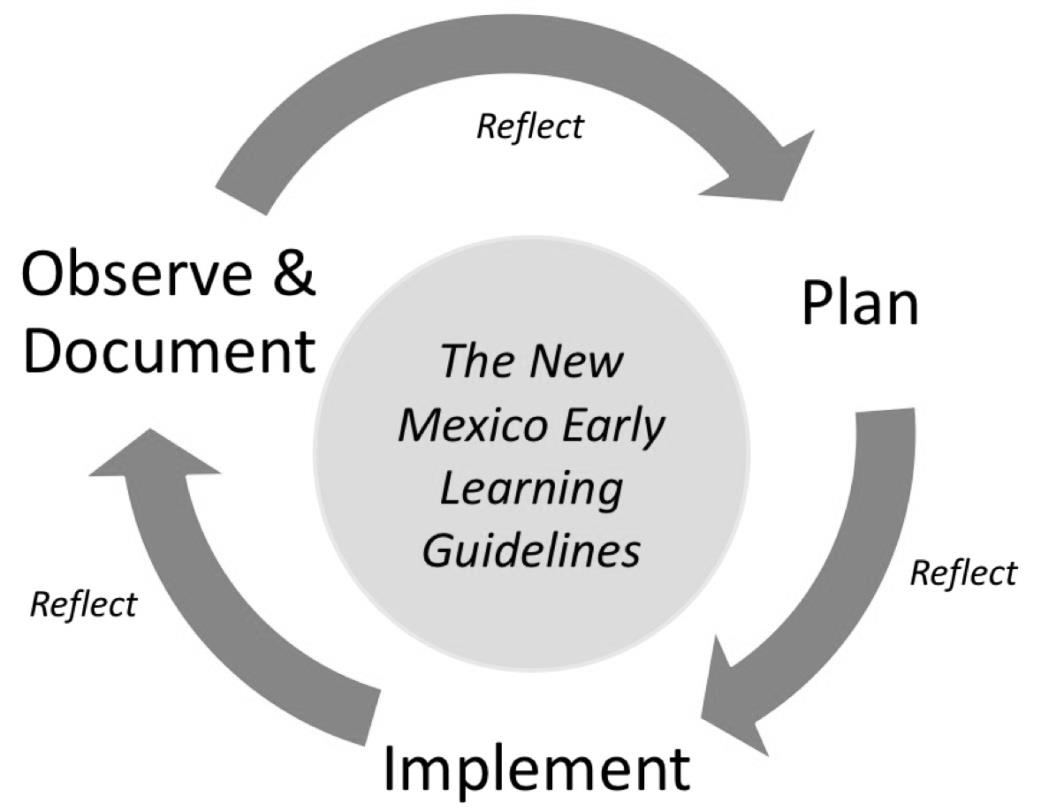 Reflect
Observe &
Document
Plan
The New
Mexico Early
Learning
Guidelines
Reflect
Reflect
Implement